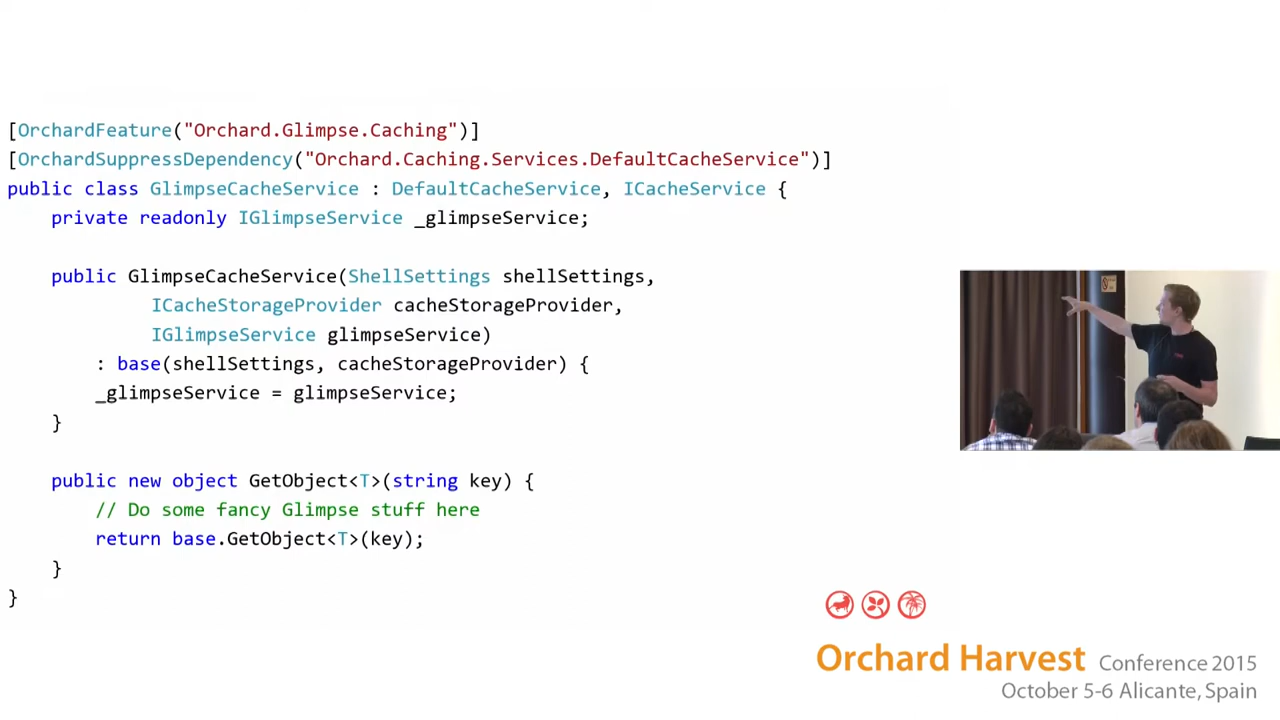 [OrchardFeature("Orchard.Glimpse.Caching")]
[OrchardSuppressDependency("Orchard.Caching.Services.DefaultCacheService")]
public class GlimpseCacheService : DefaultCacheService, ICacheService {
    private readonly IGlimpseService _glimpseService;
    public GlimpseCacheService(ShellSettings shellSettings,
             ICacheStorageProvider cacheStorageProvider,
             IGlimpseService glimpseService)
        : base(shellSettings, cacheStorageProvider) {
        _glimpseService = glimpseService;
    }
    public new object GetObject<T>(string key) {
        // Do some fancy Glimpse stuff here
        return base.GetObject<T>(key);
    }
}
Orchard Harvest Conference 2015
October 5-6 Alicante, Spain